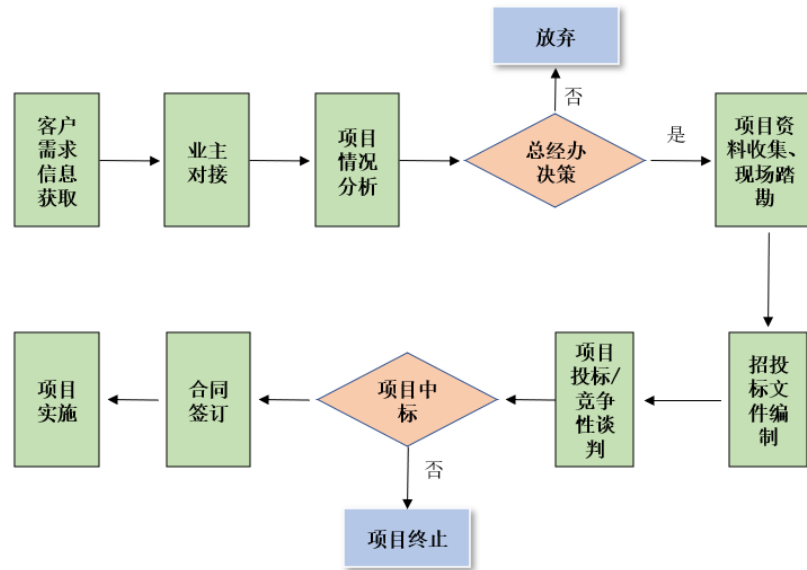 放弃
否
客户
需求
信息
获取
业主
对接
项目
情况
分析
总经办
决策
是
项目资
料收集、
现场踏
勘
招投
标文
件编
制
项目
投标/
竞争
性谈
判
项目中
标
合同
签订
项目
实施
否
项目终止